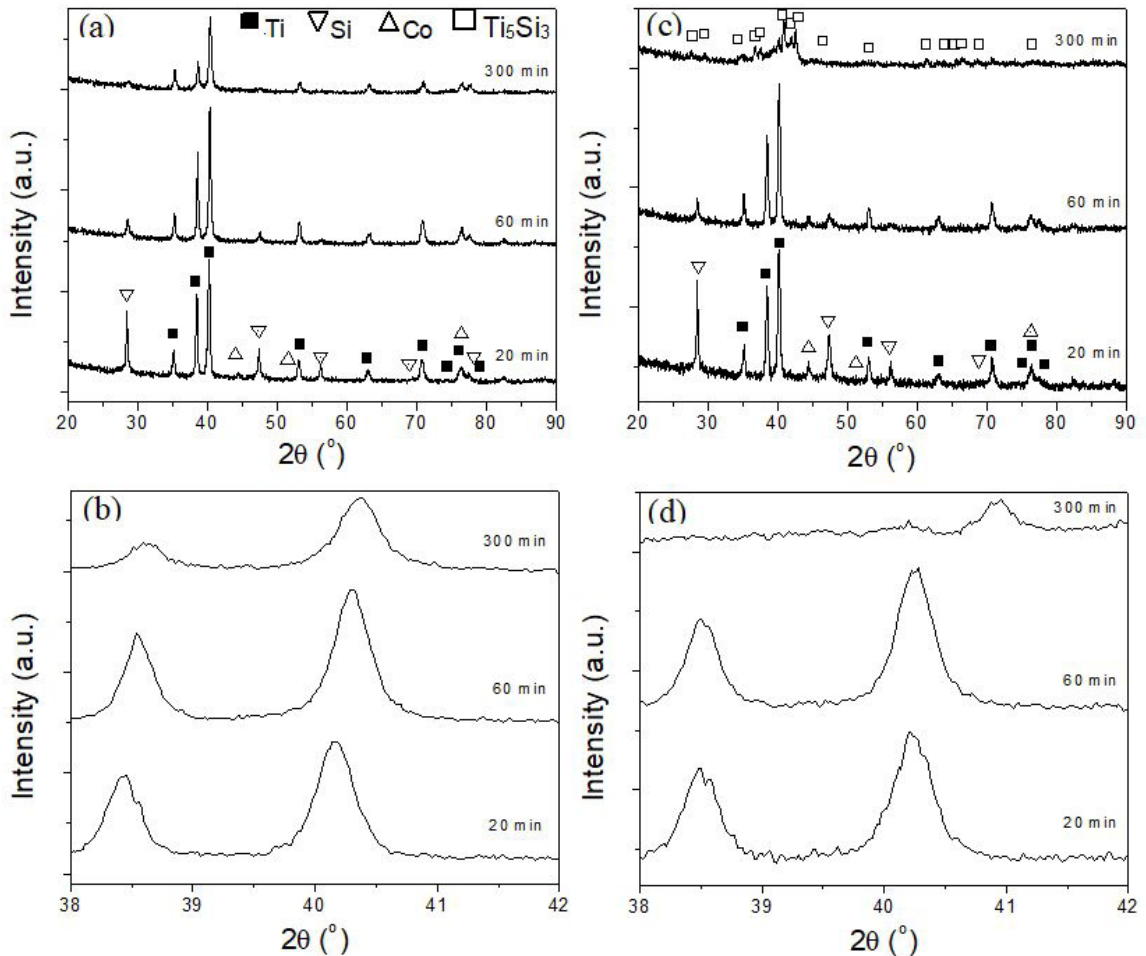 (a)
■ Ti ▽ Si △ Co □ Ti₅Si₃
300 min
60 min
20 min
Intensity (a.u.)
20 30 40 50 60 70 80 90
2θ (°)
(c)
300 min
60 min
20 min
Intensity (a.u.)
20 30 40 50 60 70 80 90
2θ (°)
(b)
300 min
60 min
20 min
Intensity (a.u.)
38 39 40 41 42
2θ (°)
(d)
300 min
60 min
20 min
Intensity (a.u.)
38 39 40 41 42
2θ (°)